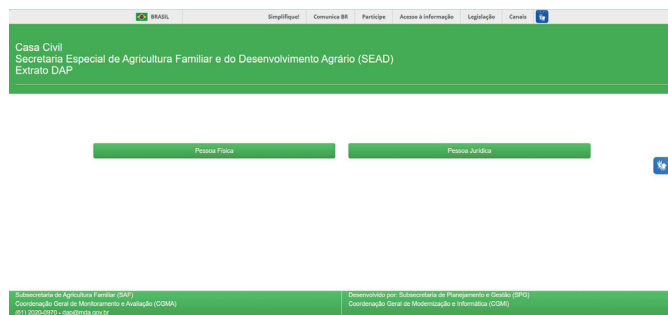 BRASIL Simplifique! Comunica BR Participe Acesso à informação Legislação Canais
Casa Civil
Secretaria Especial de Agricultura Familiar e do Desenvolvimento Agrário (SEAD)
Extrato DAP
Pessoa Física Pessoa Jurídica
Subsecretaria de Agricultura Familiar (SAF)
Coordenação Geral de Monitoramento e Avaliação (CGMA)
(61) 2020-0970 - dap@mda.gov.br
Desenvolvido por: Subsecretaria de Planejamento e Gestão (SPG)
Coordenação Geral de Modernização e Informática (CGMI)